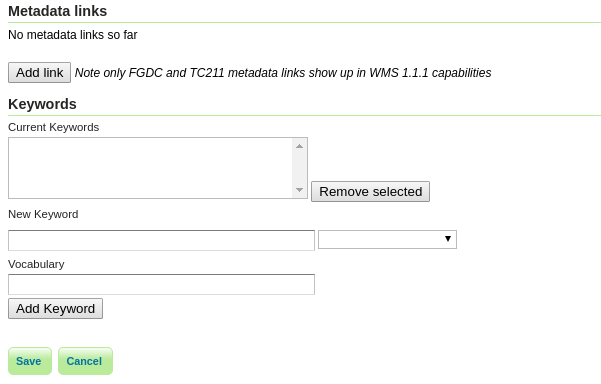 Metadata links
No metadata links so far
Add link Note only FGDC and TC211 metadata links show up in WMS 1.1.1 capabilities
Keywords
Current Keywords
Remove selected
New Keyword
Vocabulary
Add Keyword
Save Cancel